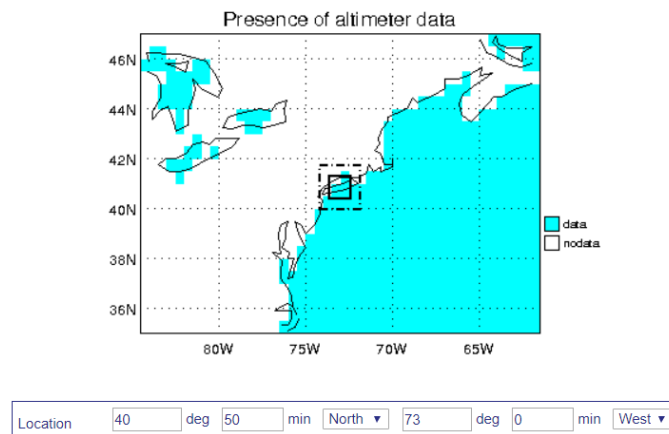 Presence of altimeter data
46N
44N
42N
40N
38N
36N
data
nodata
80W 75W 70W 65W
Location 40 deg 50 min North 73 deg 0 min West